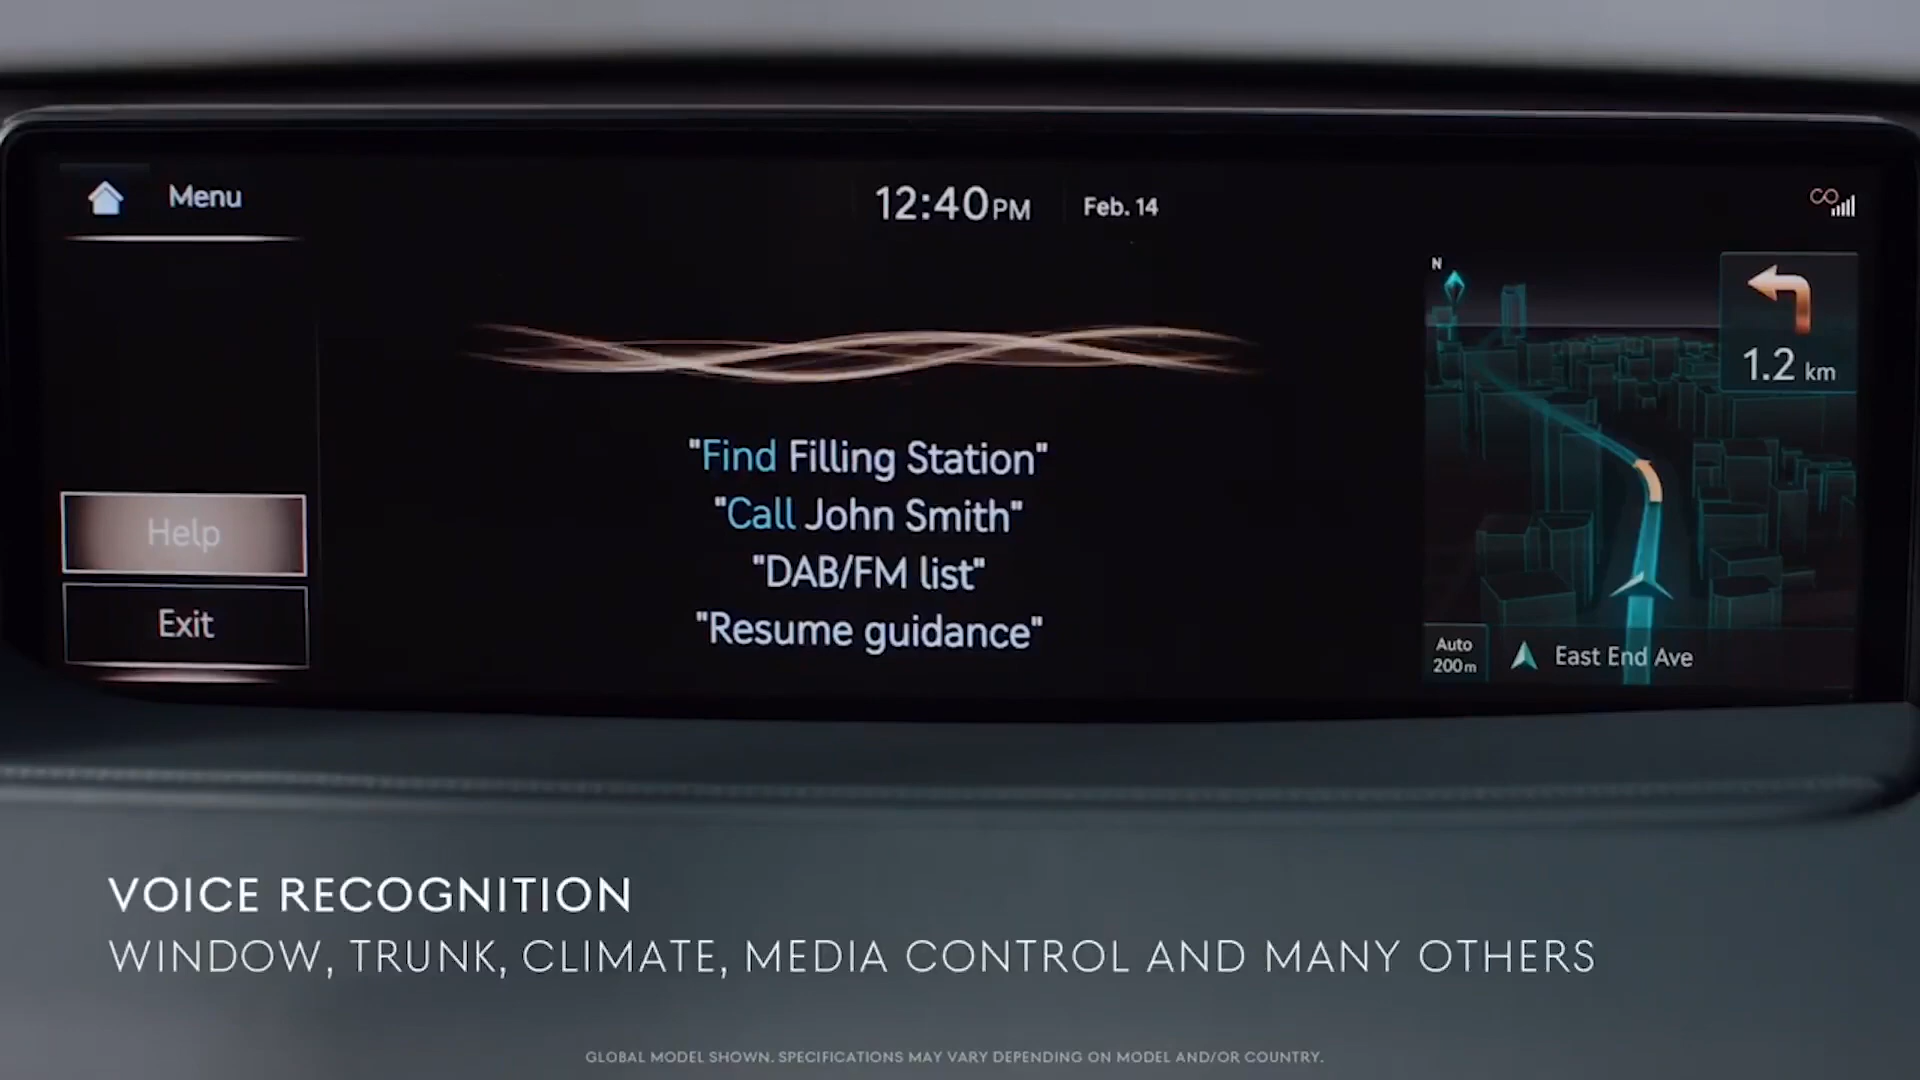 Menu
12:40PM
Feb. 14
N
1.2 km
"Find Filling Station"
"Call John Smith"
"DAB/FM list"
"Resume guidance"
Help
Exit
Auto
200m
East End Ave
VOICE RECOGNITION
WINDOW, TRUNK, CLIMATE, MEDIA CONTROL AND MANY OTHERS
GLOBAL MODEL SHOWN. SPECIFICATIONS MAY VARY DEPENDING ON MODEL AND/OR COUNTRY.